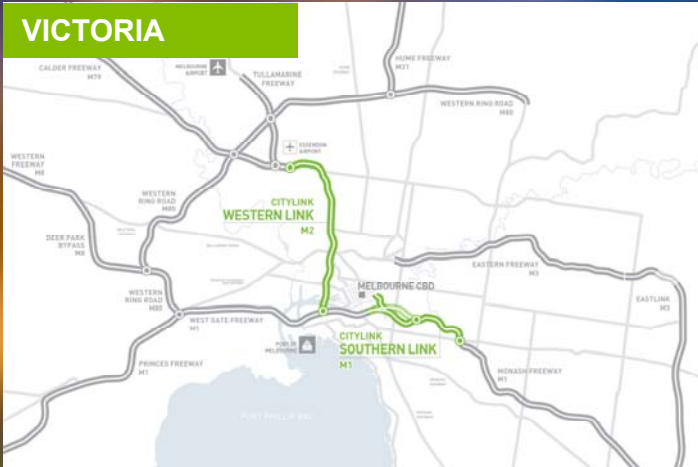 VICTORIA
CALDER FREEWAY
M79
MELBOURNE
AIRPORT
TULLAMARINE
FREEWAY
HUME FREEWAY
M31
WESTERN RING ROAD
M80
ESSENDON
AIRPORT
WESTERN
FREEWAY
M8
WESTERN
RING ROAD
M80
CITYLINK
WESTERN LINK
M2
DEER PARK
BYPASS
M8
EASTERN FREEWAY
M3
MELBOURNE CBD
EASTLINK
M3
WESTERN
RING ROAD
M80
WEST GATE FREEWAY
M1
PORT OF
MELBOURNE
CITYLINK
SOUTHERN LINK
M1
PRINCES FREEWAY
M1
MONASH FREEWAY
M1
PORT PHILLIP BAY